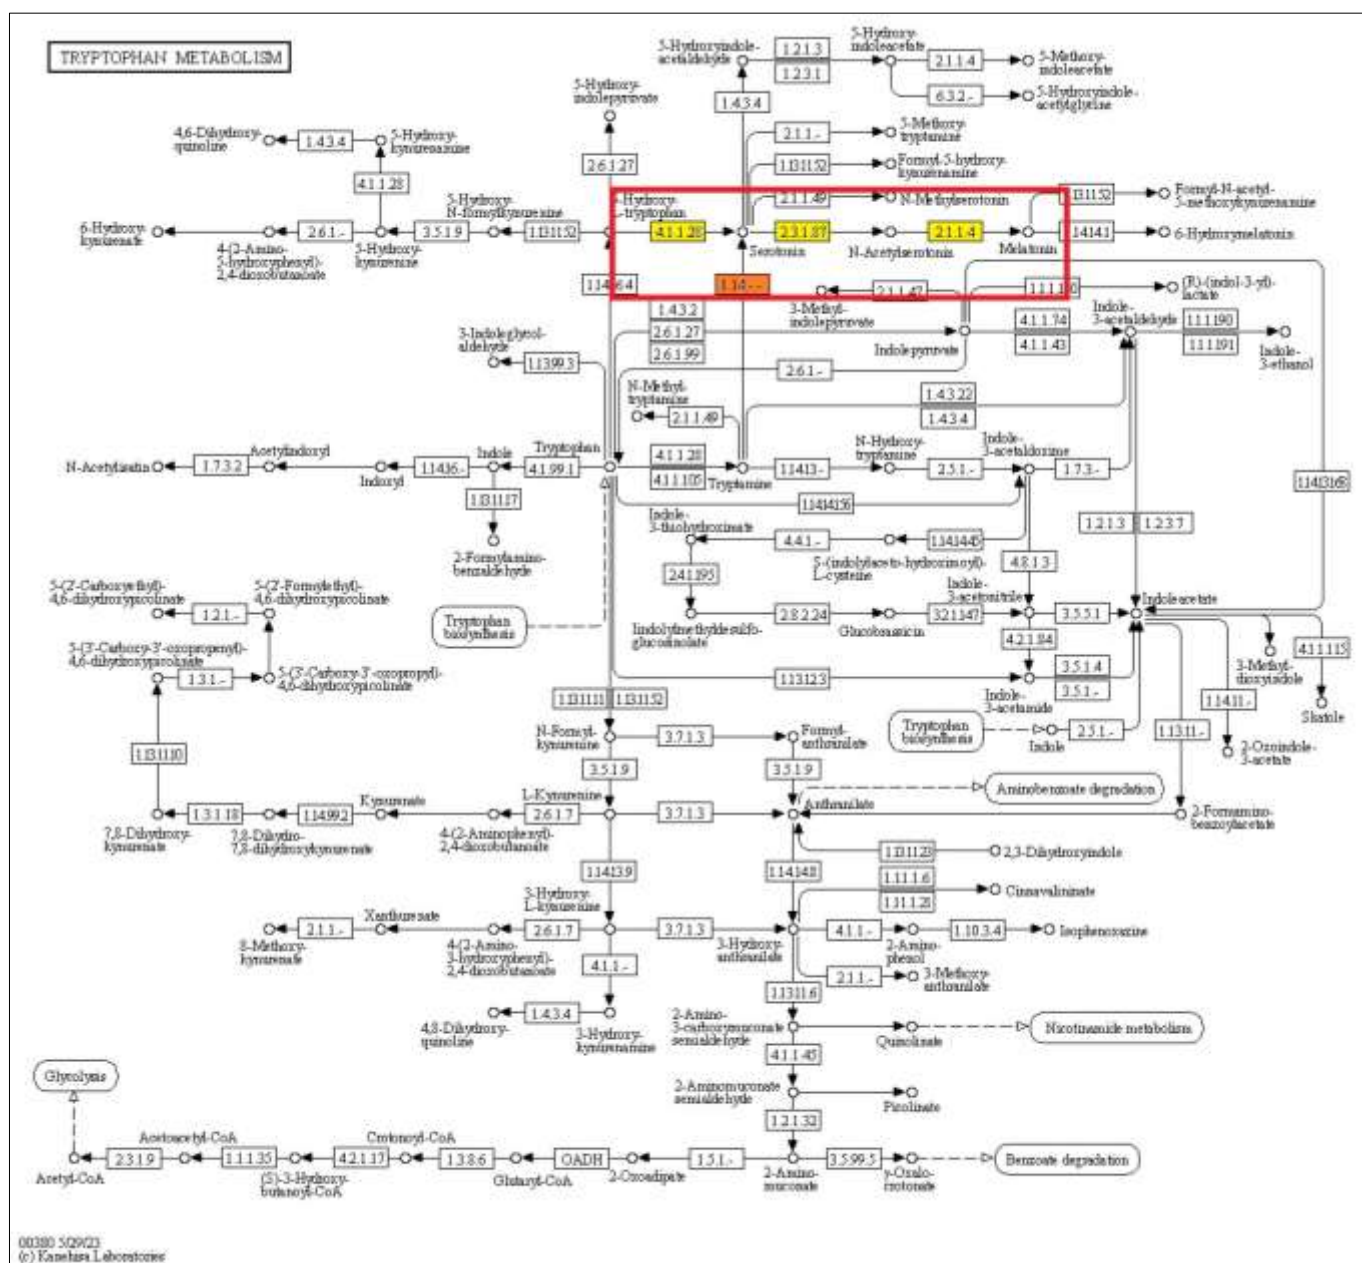 TRYPTOPHAN METABOLISM
5-Hydroxyindole-
acetaldehyde
1.2.1.3
1.2.3.1
5-Hydroxy-
indoleacetate
2.1.1.4
5-Methoxy-
indoleacetate
6.3.2.-
5-Hydroxyindole-
acetylglycine
5-Hydroxy-
indolepyruvate
1.4.3.4
4,6-Dihydroxy-
quinoline
1.4.3.4
5-Hydroxy-
kynurenamine
2.1.1.-
5-Methoxy-
tryptamine
4.1.1.28
2.6.1.27
1.13.11.52
Formyl-5-hydroxy-
kynurenamine
5-Hydroxy-
N-formylkynurenine
-Hydroxy-
L-tryptophan
2.1.1.49
N-Methylserotonin
1.13.11.52
Formyl-N-acetyl-
5-methoxykynurenamine
6-Hydroxy-
kynurenate
2.6.1.-
3.5.1.9
1.13.11.52
4.1.1.28
2.3.1.87
2.1.1.4
1.14.14.1
6-Hydroxymelatonin
4-(2-Amino-
5-hydroxyphenyl)-
2,4-dioxobutanoate
5-Hydroxy-
kynurenine
Serotonin
N-Acetylserotonin
Melatonin
1.14.16.4
1.14.-.-
2.1.1.47
1.1.1.110
(R)-(indol-3-yl)-
lactate
3-Methyl-
indolepyruvate
1.4.3.2
2.6.1.27
2.6.1.99
Indolepyruvate
4.1.1.74
4.1.1.43
Indole-
3-acetaldehyde
1.1.1.190
1.1.1.191
Indole-
3-ethanol
3-Indoleglycol-
aldehyde
1.13.99.3
2.6.1.-
N-Methyl-
tryptamine
2.1.1.49
1.4.3.22
1.4.3.4
N-Acetylisatin
1.7.3.2
Acetylindoxyl
Indoxyl
1.14.16.-
Indole
4.1.99.1
Tryptophan
4.1.1.28
4.1.1.105
Tryptamine
1.14.13.-
N-Hydroxy-
tryptamine
2.5.1.-
Indole-
3-acetaldoxime
1.7.3.-
1.14.13.168
1.13.11.17
1.14.14.156
2-Formylamino-
benzaldehyde
Indole-
3-thiohydroximate
4.4.1.-
1.14.14.45
1.2.1.3
1.2.3.7
S-(indolylaceto-hydroximoyl)-
L-cysteine
4.8.1.3
2.4.1.195
5-(2'-Carboxyethyl)-
4,6-dihydroxypicolinate
5-(2'-Formylethyl)-
4,6-dihydroxypicolinate
1.2.1.-
Indole-
3-acetonitrile
Tryptophan
biosynthesis
2.8.2.24
3.2.1.147
3.5.5.1
Indoleacetate
Indolylmethyldesulfo-
glucosinolate
Glucobrassicin
4.2.1.84
4.1.1.115
5-(3'-Carboxy-3'-oxopropenyl)-
4,6-dihydroxypicolinate
1.3.1.-
5-(3'-Carboxy-3'-oxopropyl)-
4,6-dihydroxypicolinate
1.13.12.3
3.5.1.4
3.5.1.-
Indole-
3-acetamide
3-Methyl-
dioxyindole
1.14.11.-
Skatole
1.13.11.11
1.13.11.52
Tryptophan
biosynthesis
Indole
2.5.1.-
1.13.11.-
2-Oxoindole-
3-acetate
1.13.11.10
N-Formyl-
kynurenine
3.7.1.3
Formyl-
anthranilate
3.5.1.9
3.5.1.9
Aminobenzoate degradation
7,8-Dihydroxy-
kynurenate
1.3.1.18
7,8-Dihydro-
7,8-dihydroxykynurenate
1.14.99.2
Kynurenate
4-(2-Aminophenyl)-
2,4-dioxobutanoate
2.6.1.7
L-Kynurenine
3.7.1.3
Anthranilate
2-Formamino-
benzoylacetate
1.13.11.23
2,3-Dihydroxyindole
1.14.13.9
1.14.14.8
1.11.1.6
1.11.1.21
Cinnavalininate
3-Hydroxy-
L-kynurenine
8-Methoxy-
kynurenate
2.1.1.-
Xanthurenate
4-(2-Amino-
3-hydroxyphenyl)-
2,4-dioxobutanoate
2.6.1.7
3.7.1.3
3-Hydroxy-
anthranilate
4.1.1.-
2-Amino-
phenol
1.10.3.4
Isophenoxazine
4.1.1.-
2.1.1.-
3-Methoxy-
anthranilate
1.13.11.6
4,8-Dihydroxy-
quinoline
1.4.3.4
3-Hydroxy-
kynurenamine
2-Amino-
3-carboxymuconate
semialdehyde
Quinolinate
Nicotinamide metabolism
4.1.1.45
Glycolysis
2-Aminomuconate
semialdehyde
Picolinate
1.2.1.32
Acetyl-CoA
2.3.1.9
Acetoacetyl-CoA
1.1.1.35
(S)-3-Hydroxy-
butanoyl-CoA
4.2.1.17
Crotonoyl-CoA
1.3.8.6
Glutaryl-CoA
OADH
2-Oxoadipate
1.5.1.-
2-Amino-
muconate
3.5.99.5
γ-Oxalo-
crotonate
Benzoate degradation
00380 5/29/23
(c) Kanehisa Laboratories